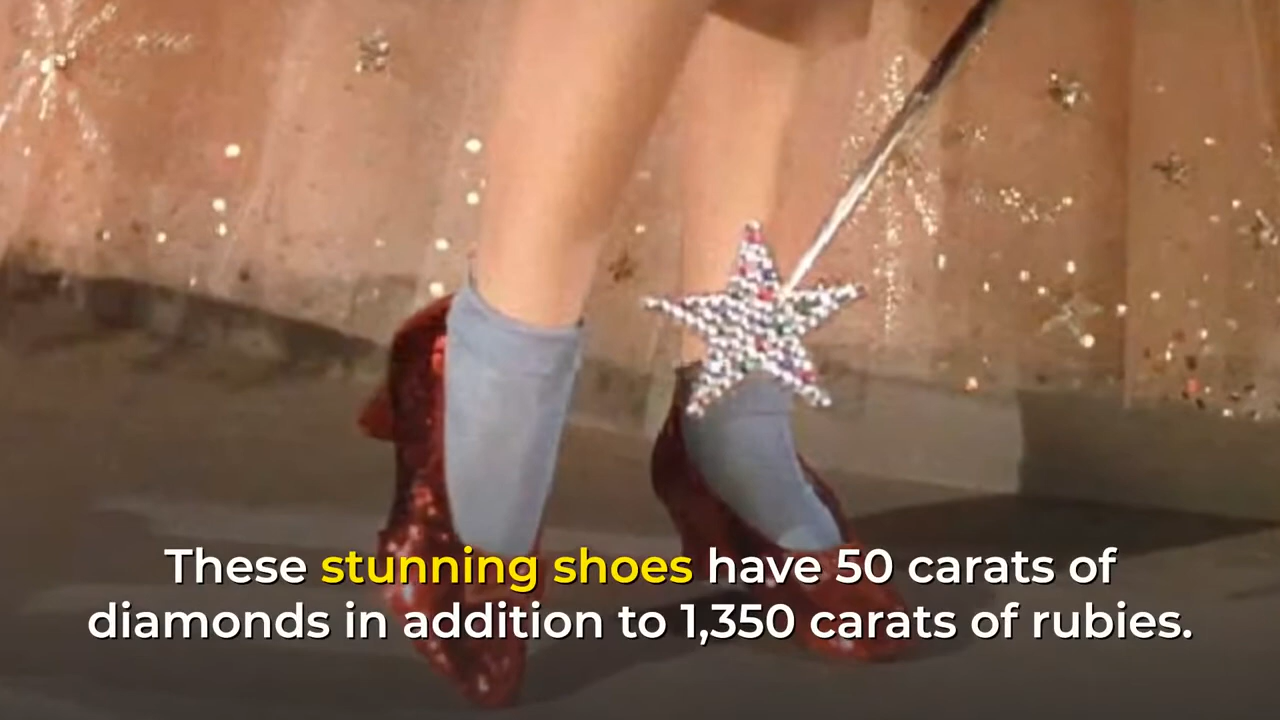 These stunning shoes have 50 carats of
diamonds in addition to 1,350 carats of rubies.